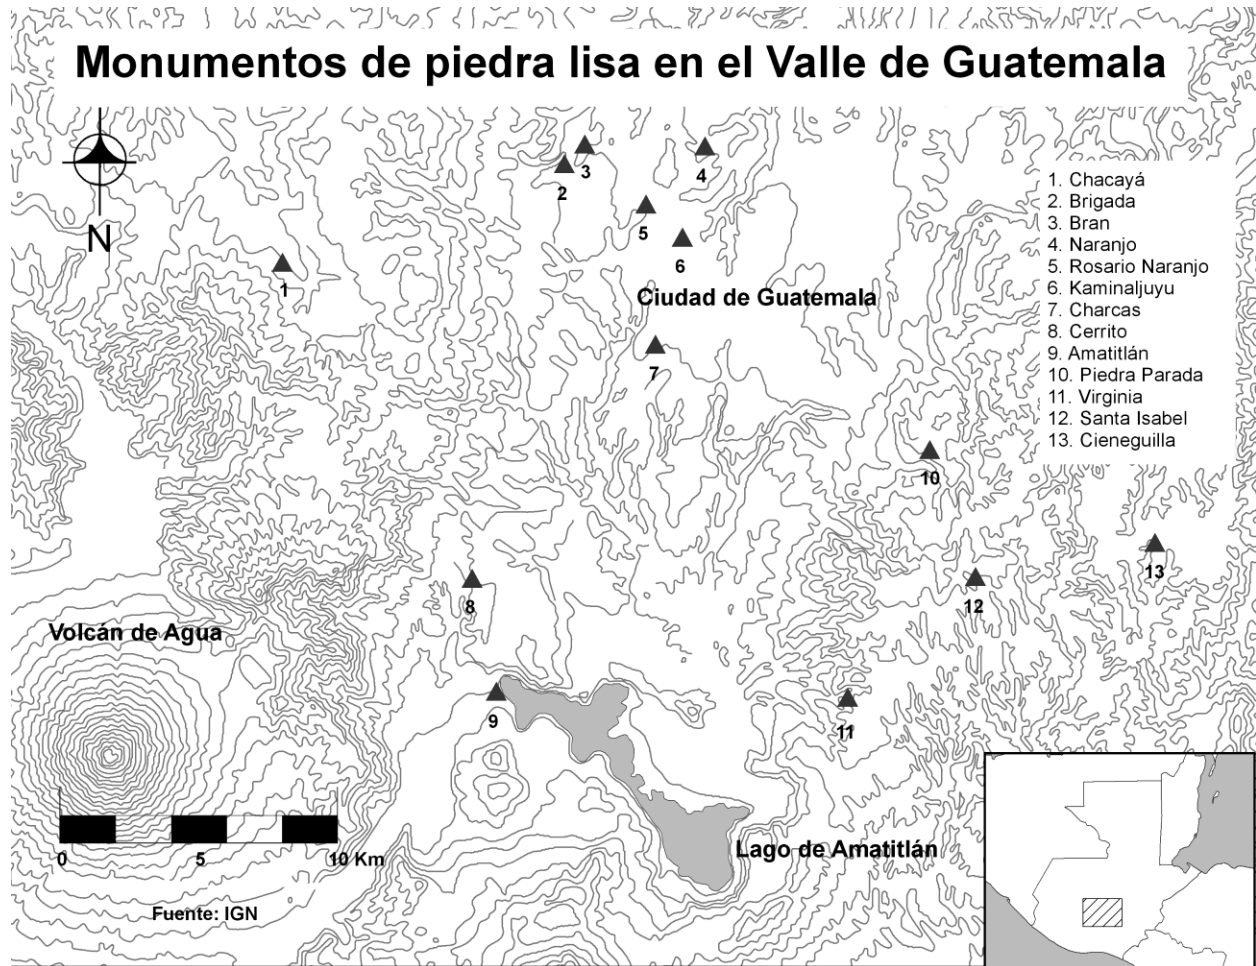 Monumentos de piedra lisa en el Valle de Guatemala
N
1. Chacayá
2. Brigada
3. Bran
4. Naranjo
5. Rosario Naranjo
6. Kaminaljuyu
7. Charcas
8. Cerrito
9. Amatitlán
10. Piedra Parada
11. Virginia
12. Santa Isabel
13. Cieneguilla
3
4
2
5
6
1
Ciudad de Guatemala
7
10
13
8
12
Volcán de Agua
9
11
Lago de Amatitlán
0 5 10 Km
Fuente: IGN